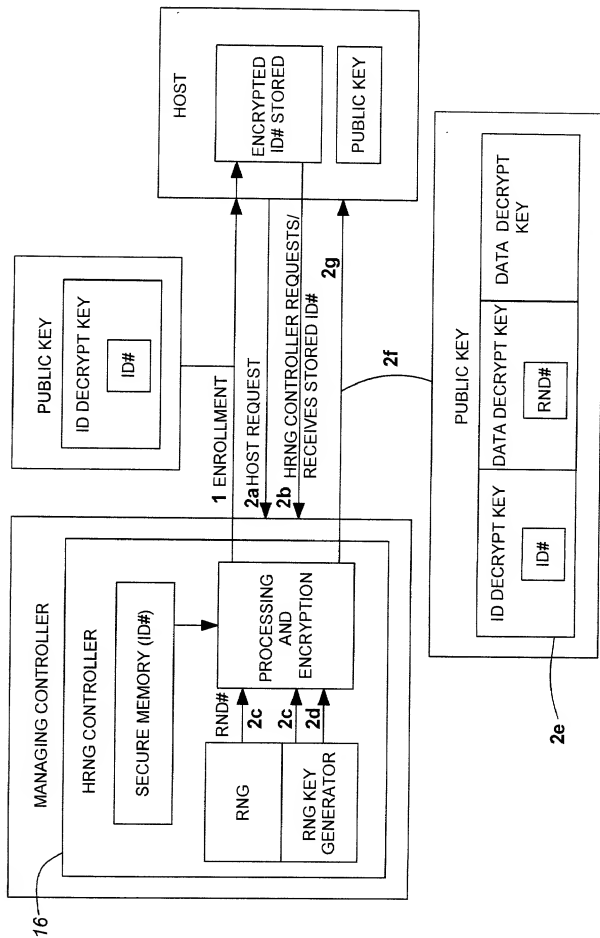 MANAGING CONTROLLER
HRNG CONTROLLER
SECURE MEMORY (ID#)
RNG
RNG KEY
GENERATOR
RND#
2c
2c
2d
PROCESSING
AND
ENCRYPTION
16
PUBLIC KEY
ID DECRYPT KEY
ID#
1 ENROLLMENT
2a HOST REQUEST
2b HRNG CONTROLLER REQUESTS/
RECEIVES STORED ID#
2g
HOST
ENCRYPTED
ID# STORED
PUBLIC KEY
2f
PUBLIC KEY
ID DECRYPT KEY
ID#
DATA DECRYPT KEY
RND#
DATA DECRYPT
KEY
2e